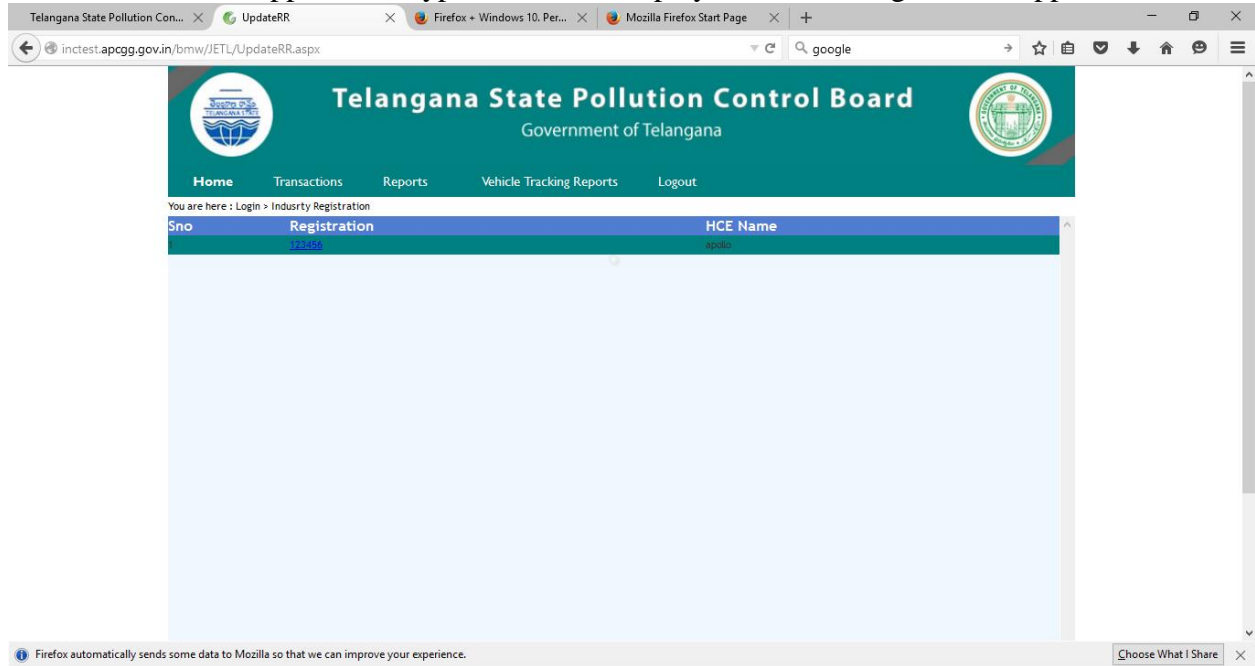 Telangana State Pollution Con...
UpdateRR
Firefox + Windows 10. Per...
Mozilla Firefox Start Page
inctest.apcgg.gov.in/bmw/JETL/UpdateRR.aspx
google
Telangana State Pollution Control Board
Government of Telangana
Home Transactions Reports Vehicle Tracking Reports Logout
You are here : Login > Indusrty Registration
Sno Registration HCE Name
1 123456 apollo
Firefox automatically sends some data to Mozilla so that we can improve your experience.
Choose What I Share